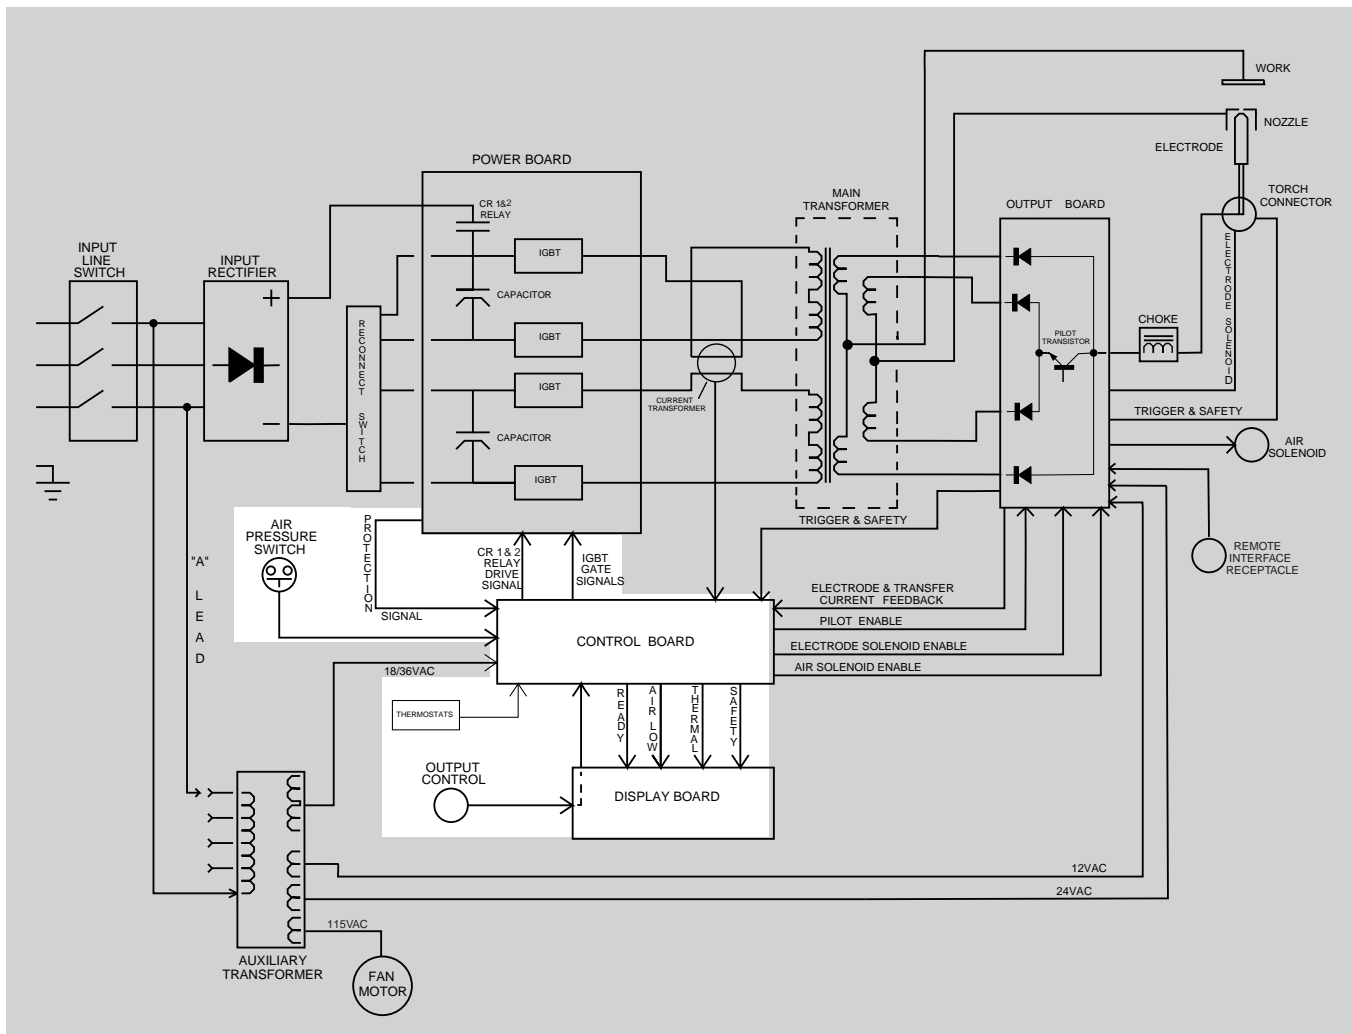 WORK
NOZZLE
ELECTRODE
POWER BOARD
TORCH
CONNECTOR
MAIN
TRANSFORMER
OUTPUT BOARD
CR 1&2
RELAY
INPUT
LINE
SWITCH
INPUT
RECTIFIER
+
IGBT
CAPACITOR
IGBT
IGBT
CAPACITOR
IGBT
−
RECONNECT SWITCH
CURRENT
TRANSFORMER
PILOT
TRANSISTOR
CHOKE
ELECTRODE SOLENOID
TRIGGER & SAFETY
AIR
SOLENOID
TRIGGER & SAFETY
REMOTE
INTERFACE
RECEPTACLE
AIR
PRESSURE
SWITCH
PROTECTION
SIGNAL
CR 1 & 2
RELAY
DRIVE
SIGNAL
IGBT
GATE
SIGNALS
"A"
LEAD
ELECTRODE & TRANSFER
CURRENT FEEDBACK
PILOT ENABLE
ELECTRODE SOLENOID ENABLE
AIR SOLENOID ENABLE
CONTROL BOARD
18/36VAC
THERMOSTATS
READY
AIR LOW
THERMAL
SAFETY
OUTPUT
CONTROL
DISPLAY BOARD
12VAC
24VAC
115VAC
AUXILIARY
TRANSFORMER
FAN
MOTOR